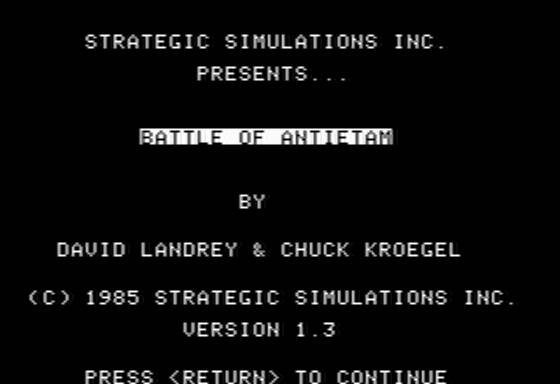 STRATEGIC SIMULATIONS INC.
PRESENTS...
BATTLE OF ANTIETAM
BY
DAVID LANDREY & CHUCK KROEGEL
(C) 1985 STRATEGIC SIMULATIONS INC.
VERSION 1.3
PRESS <RETURN> TO CONTINUE